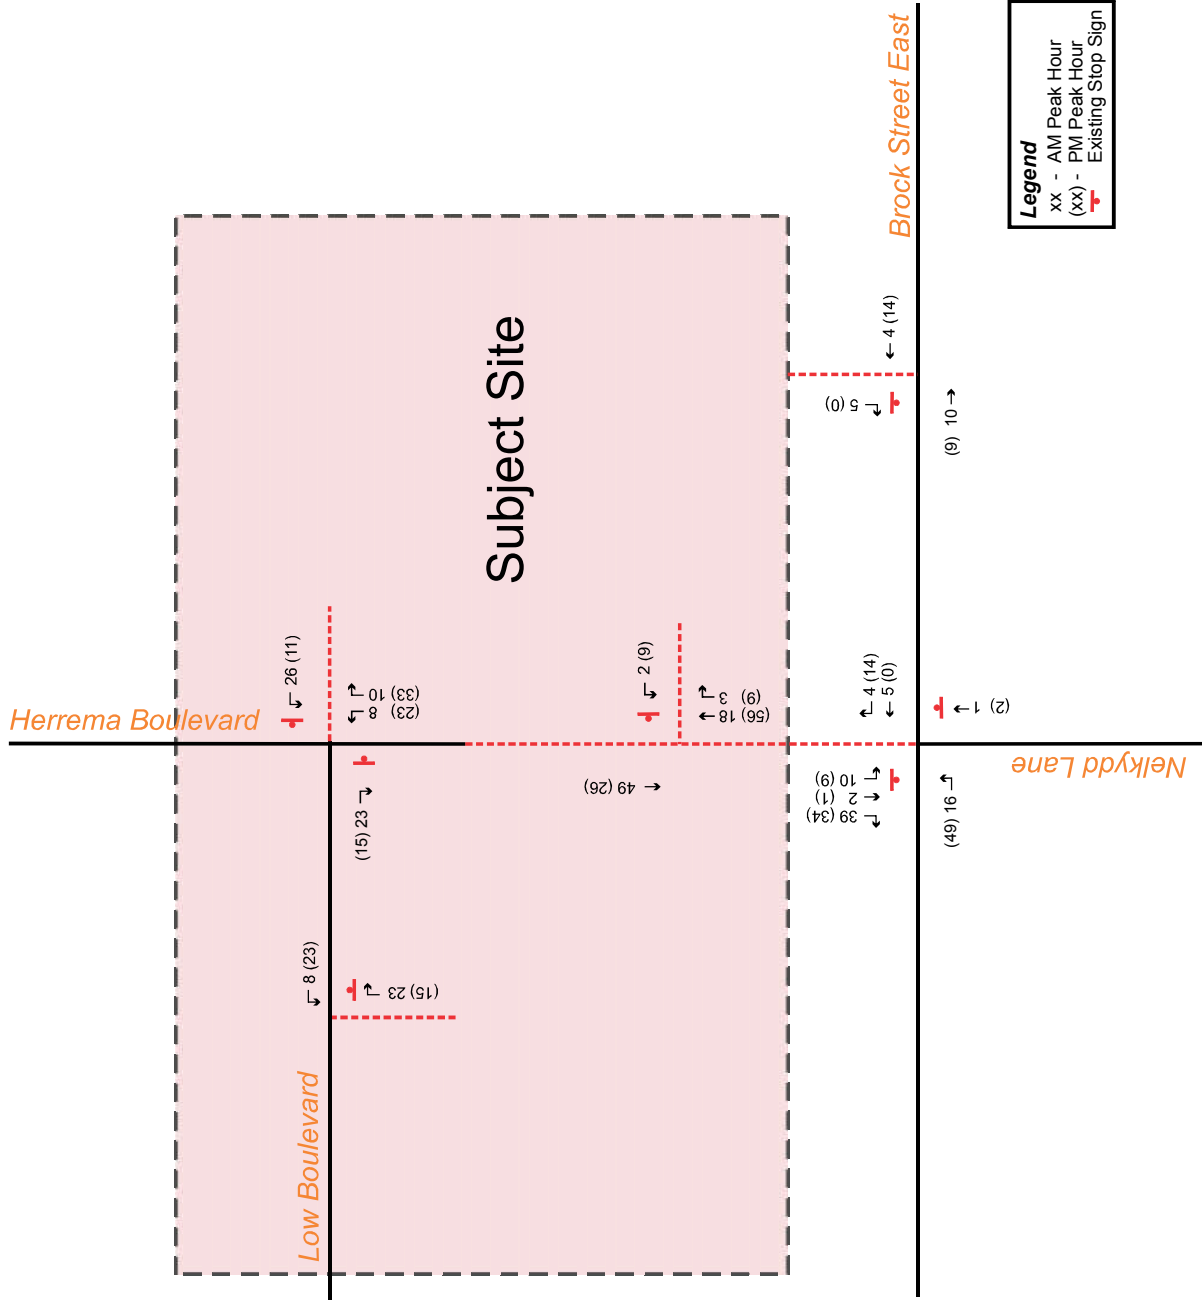 Herrema Boulevard
Low Boulevard
Brock Street East
Nelkydd Lane
Subject Site
26 (11)
(33) 10
(23) 8
(15) 23
8 (23)
(15) 23
2 (9)
(9) 3
(56) 18
49 (26)
4 (14)
5 (0)
10 (9)
2 (1)
39 (34)
(2) 1
(49) 16
4 (14)
5 (0)
(9) 10
Legend
xx - AM Peak Hour
(xx) - PM Peak Hour
Existing Stop Sign